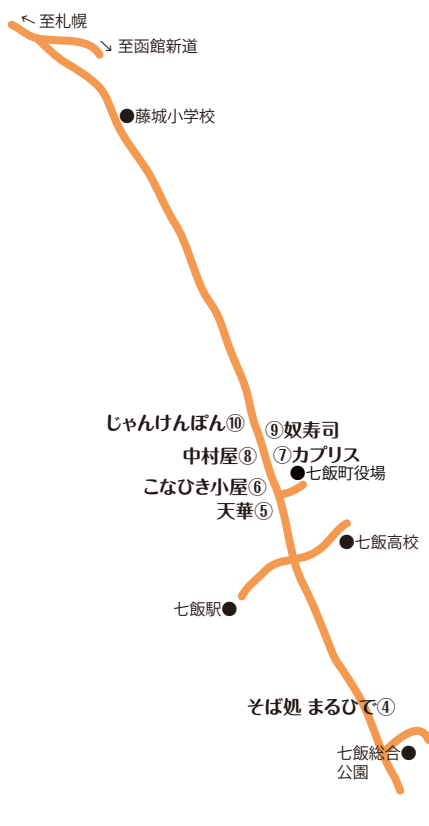 ↖至札幌
↘至函館新道
●藤城小学校
じゃんけんぽん⑩
⑨奴寿司
中村屋⑧
⑦カプリス
●七飯町役場
こなひき小屋⑥
天華⑤
●七飯高校
七飯駅●
そば処 まるひで④
七飯総合●
公園